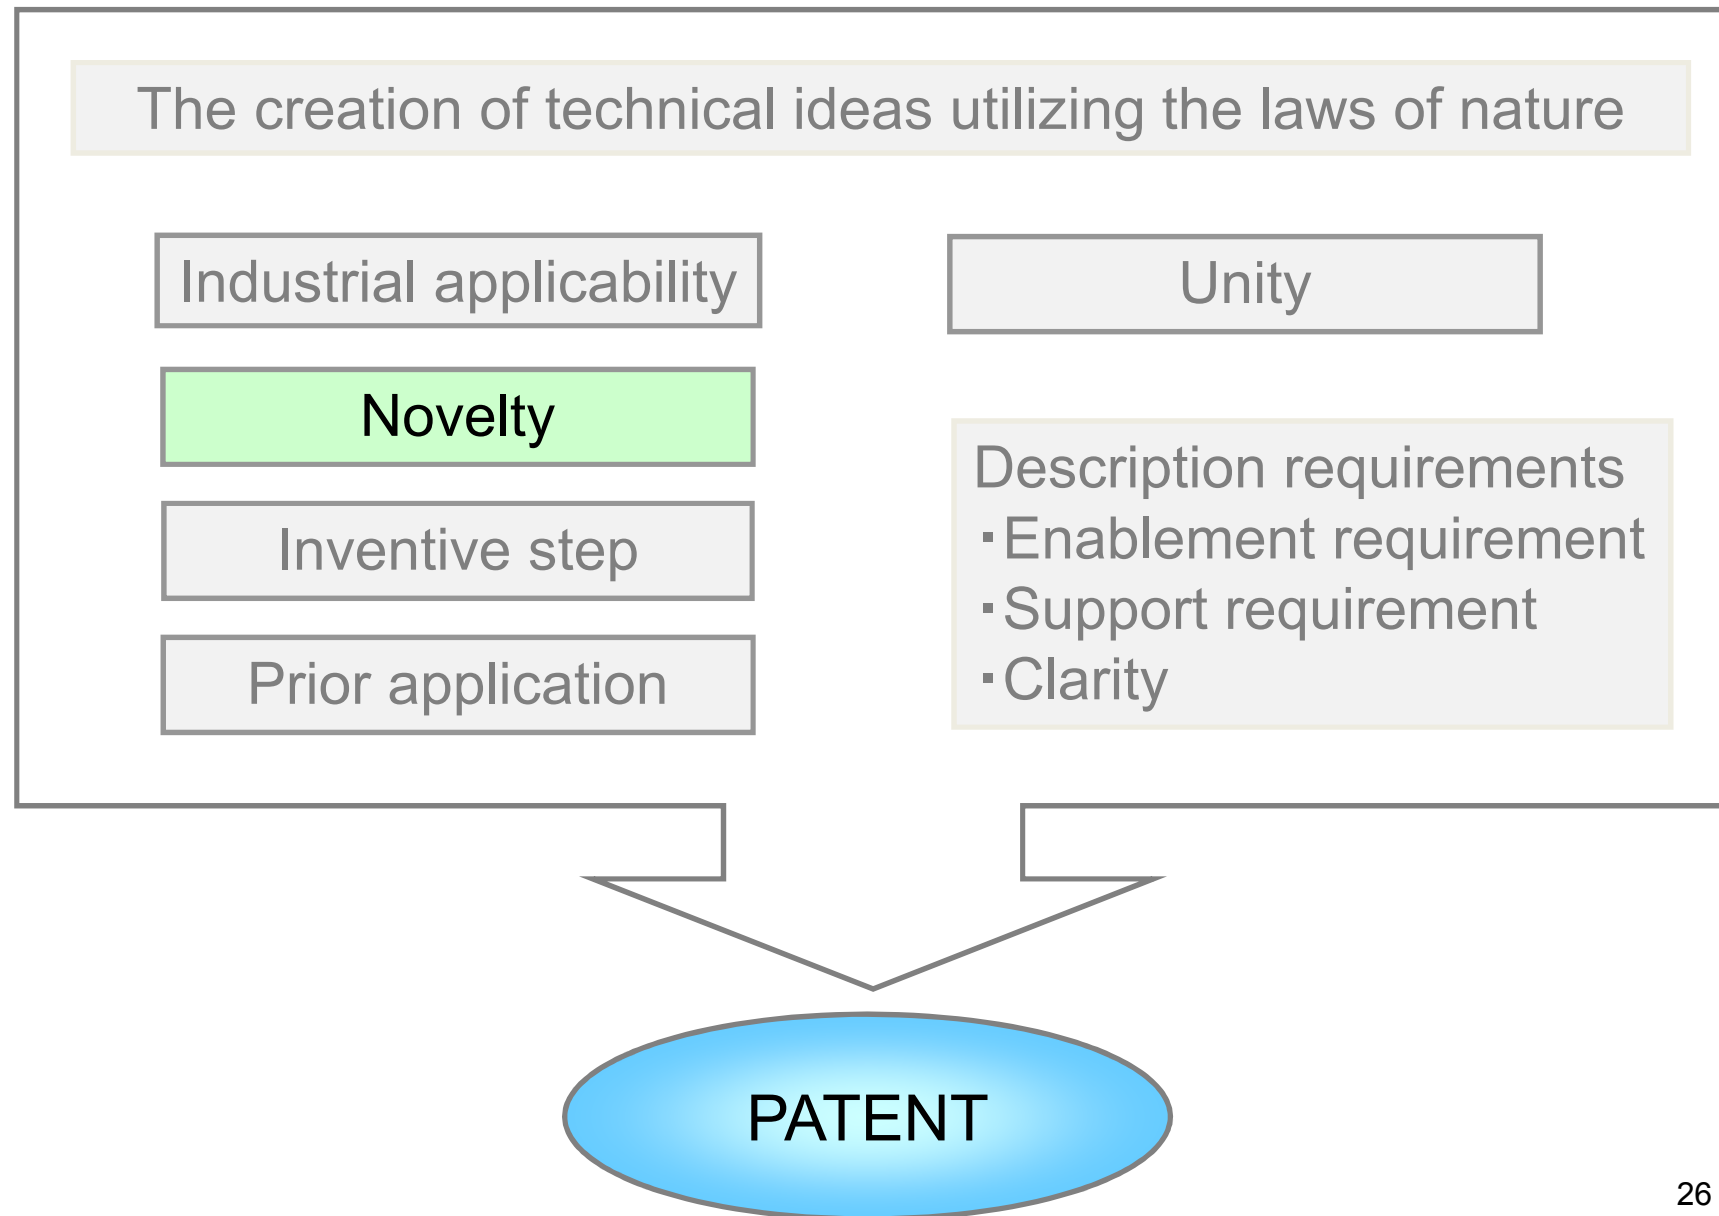 The creation of technical ideas utilizing the laws of nature
Industrial applicability
Novelty
Inventive step
Prior application
Unity
Description requirements
・Enablement requirement
・Support requirement
・Clarity
PATENT
26